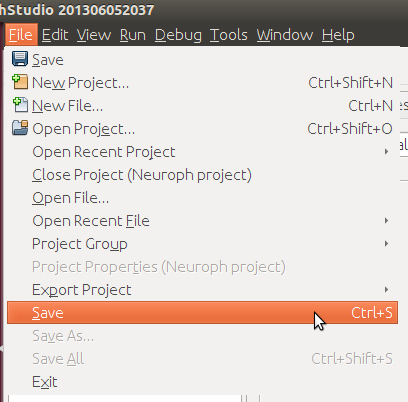 hStudio 201306052037
File Edit View Run Debug Tools Window Help
Save
New Project... Ctrl+Shift+N
New File... Ctrl+N
Open Project... Ctrl+Shift+O
Open Recent Project
Close Project (Neuroph project)
Open File...
Open Recent File
Project Group
Project Properties (Neuroph project)
Export Project
Save Ctrl+S
Save As...
Save All Ctrl+Shift+S
Exit